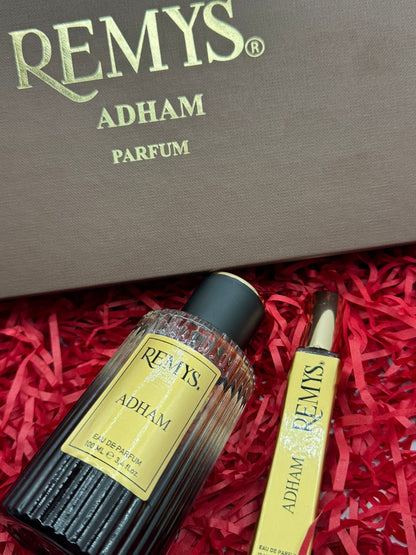 REMYS®
ADHAM
PARFUM
REMYS.
ADHAM
EAU DE PARFUM
100 ML ℮ 3,4 fl.oz.
REMYS.
ADHAM
EAU DE PARFUM